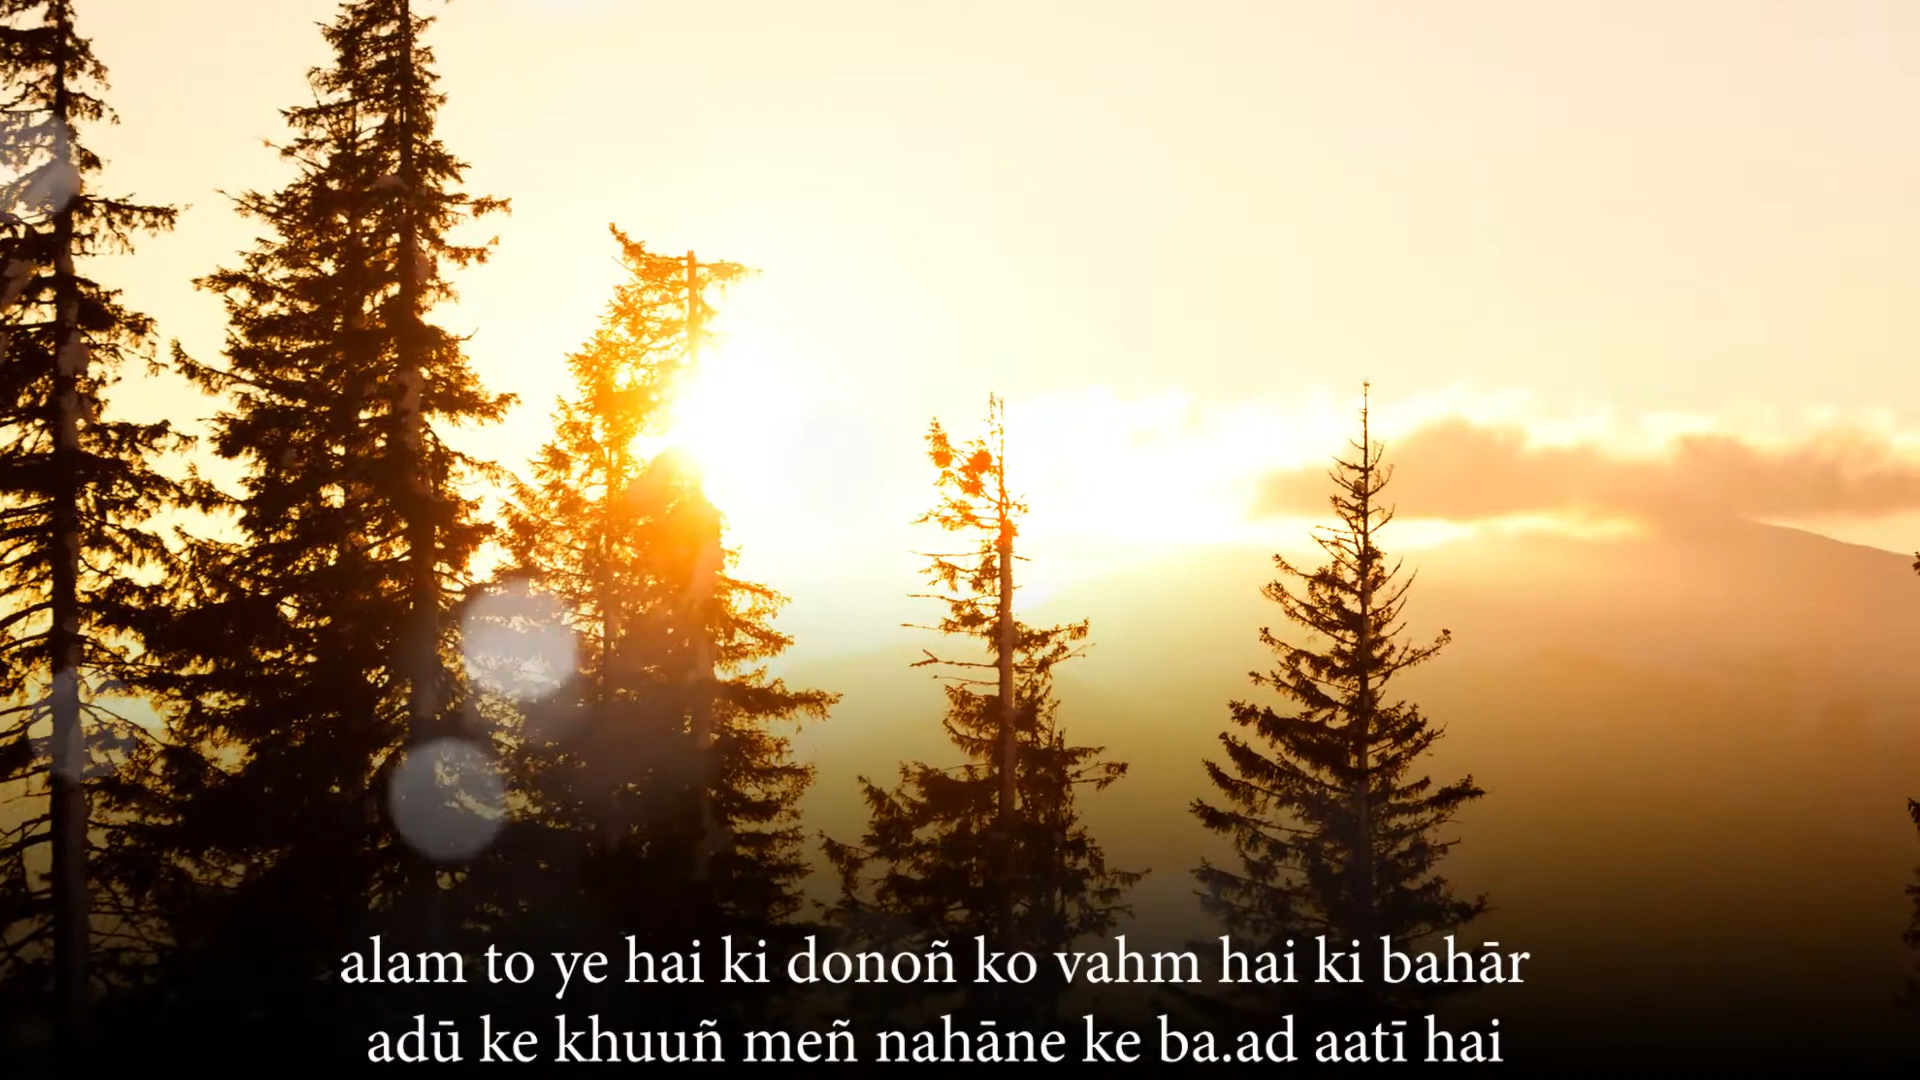 alam to ye hai ki donoñ ko vahm hai ki bahār
adū ke khuuñ meñ nahāne ke ba.ad aatī hai